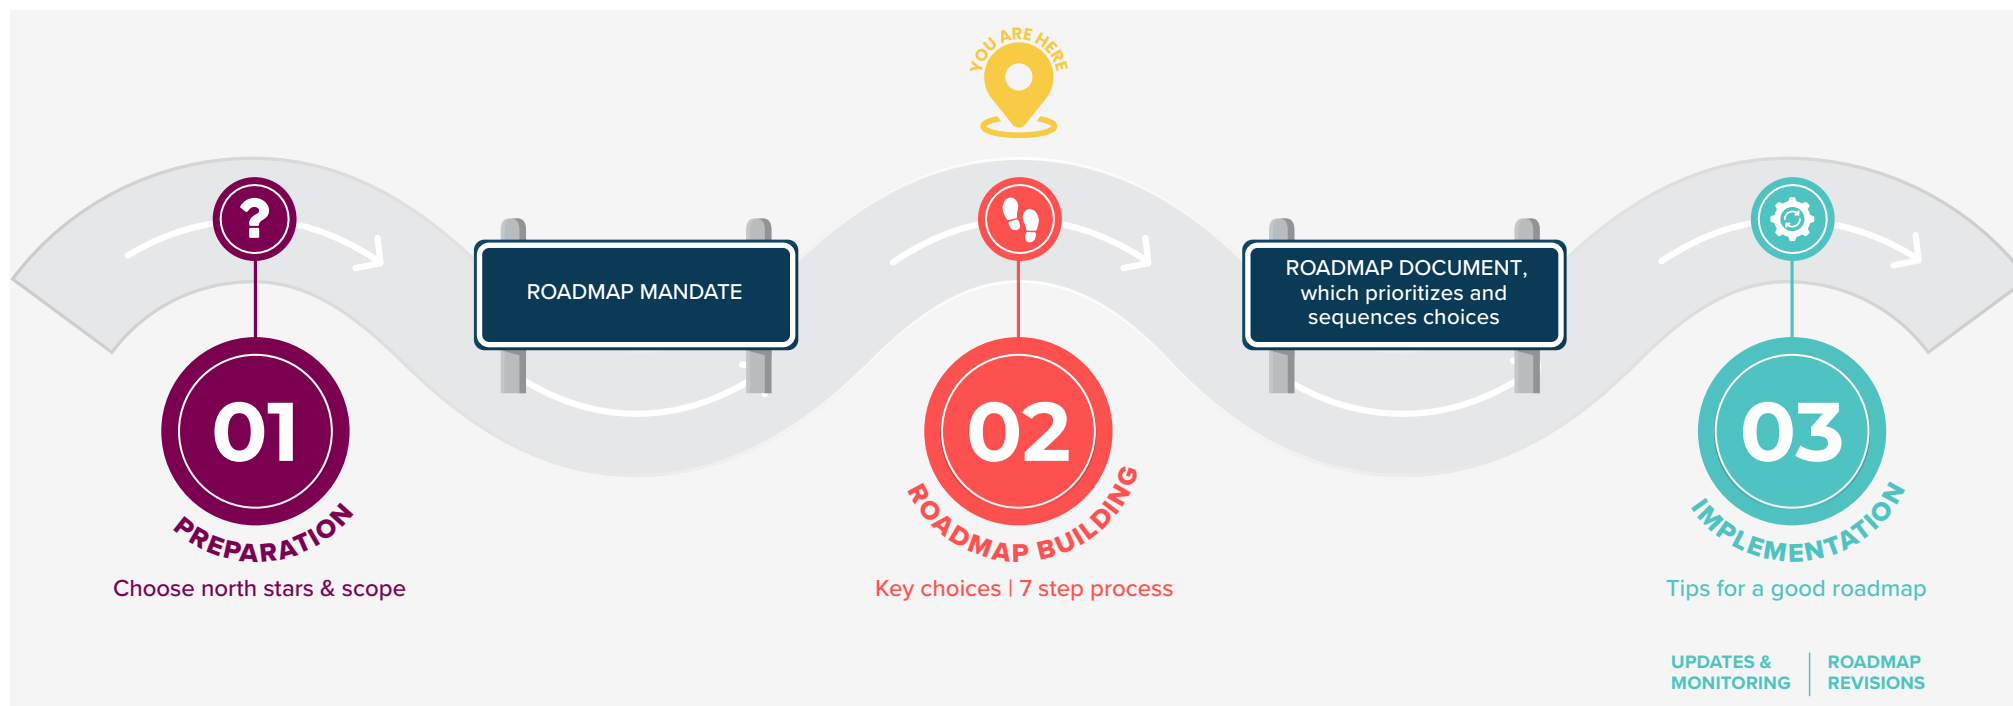 YOU ARE HERE
?
ROADMAP MANDATE
ROADMAP DOCUMENT,
which prioritizes and
sequences choices
01
PREPARATION
Choose north stars & scope
02
ROADMAP BUILDING
Key choices | 7 step process
03
IMPLEMENTATION
Tips for a good roadmap
UPDATES &
MONITORING
ROADMAP
REVISIONS